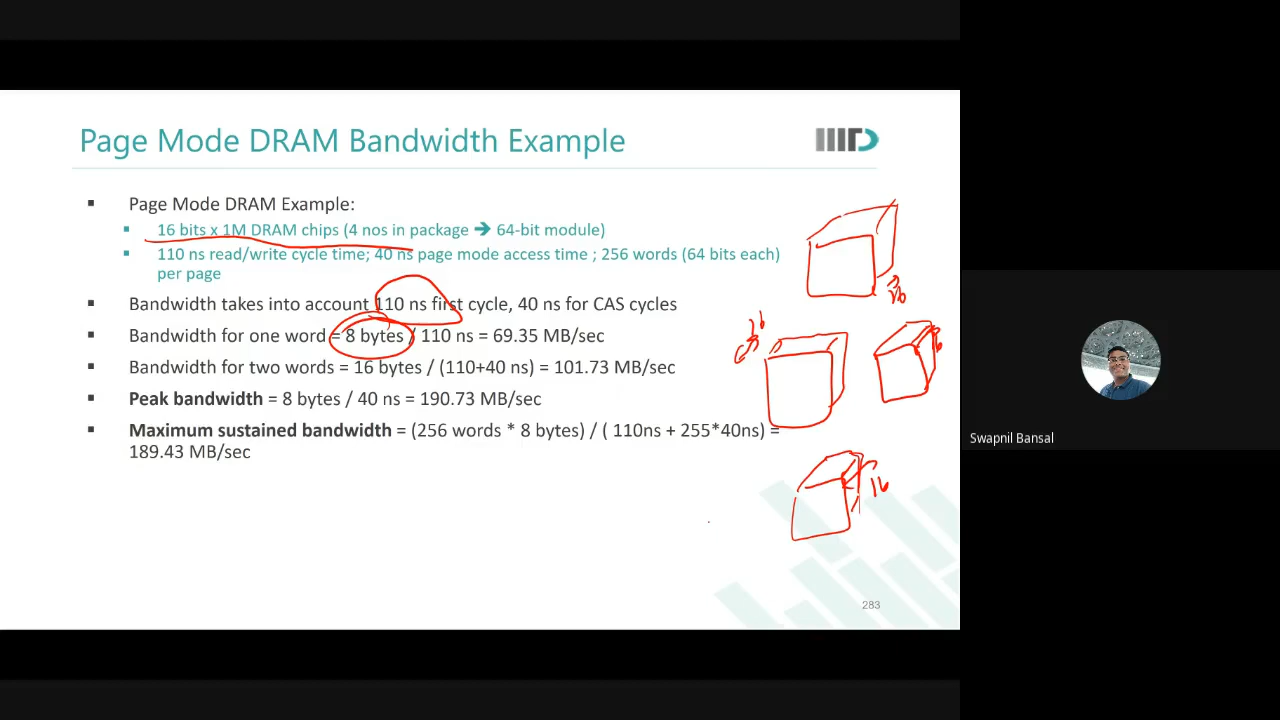 Page Mode DRAM Bandwidth Example
IIITD
Page Mode DRAM Example:
16 bits x 1M DRAM chips (4 nos in package → 64-bit module)
110 ns read/write cycle time; 40 ns page mode access time ; 256 words (64 bits each)
per page
Bandwidth takes into account 110 ns first cycle, 40 ns for CAS cycles
Bandwidth for one word = 8 bytes / 110 ns = 69.35 MB/sec
Bandwidth for two words = 16 bytes / (110+40 ns) = 101.73 MB/sec
Peak bandwidth = 8 bytes / 40 ns = 190.73 MB/sec
Maximum sustained bandwidth = (256 words * 8 bytes) / ( 110ns + 255*40ns) =
189.43 MB/sec
16
16
16
16
283
Swapnil Bansal